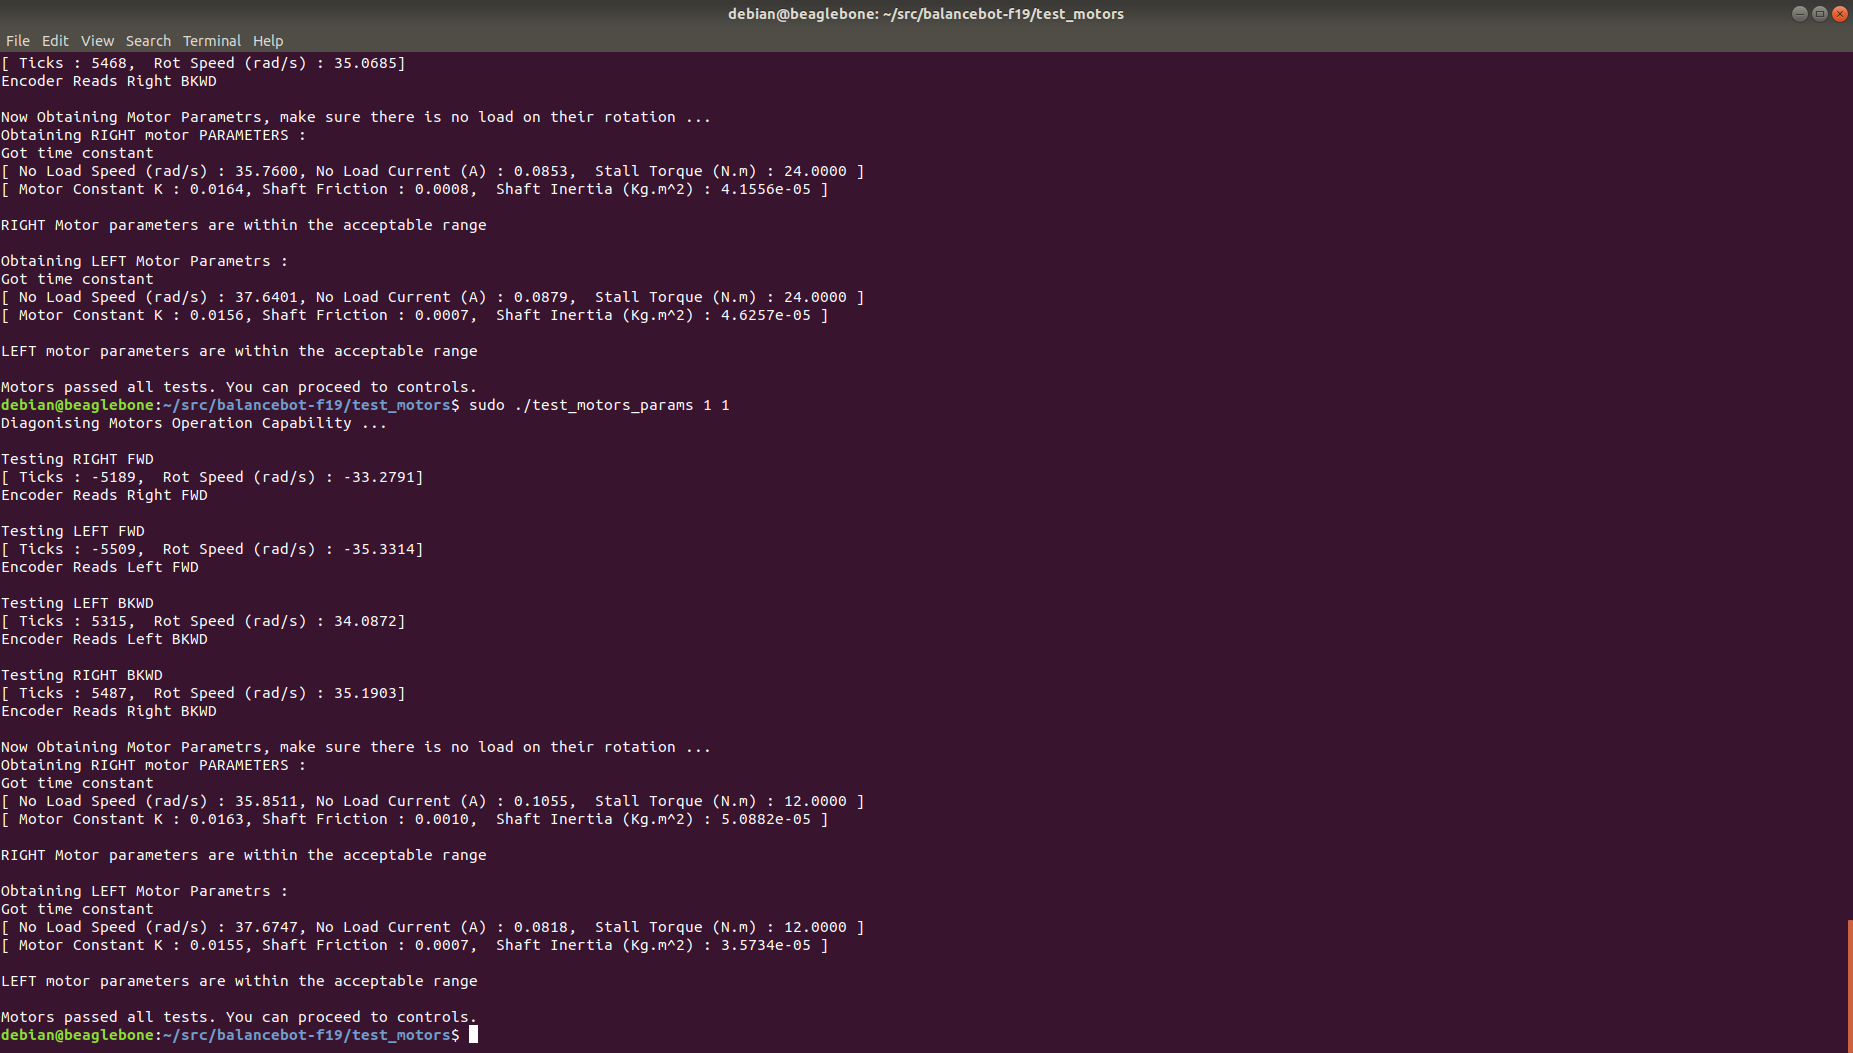 debian@beaglebone: ~/src/balancebot-f19/test_motors
File Edit View Search Terminal Help
[ Ticks : 5468,  Rot Speed (rad/s) : 35.0685]
Encoder Reads Right BKWD
Now Obtaining Motor Parametrs, make sure there is no load on their rotation ...
Obtaining RIGHT motor PARAMETERS :
Got time constant
[ No Load Speed (rad/s) : 35.7600, No Load Current (A) : 0.0853,  Stall Torque (N.m) : 24.0000 ]
[ Motor Constant K : 0.0164, Shaft Friction : 0.0008,  Shaft Inertia (Kg.m^2) : 4.1556e-05 ]
RIGHT Motor parameters are within the acceptable range
Obtaining LEFT Motor Parametrs :
Got time constant
[ No Load Speed (rad/s) : 37.6401, No Load Current (A) : 0.0879,  Stall Torque (N.m) : 24.0000 ]
[ Motor Constant K : 0.0156, Shaft Friction : 0.0007,  Shaft Inertia (Kg.m^2) : 4.6257e-05 ]
LEFT motor parameters are within the acceptable range
Motors passed all tests. You can proceed to controls.
debian@beaglebone:~/src/balancebot-f19/test_motors$ sudo ./test_motors_params 1 1
Diagonising Motors Operation Capability ...
Testing RIGHT FWD
[ Ticks : -5189,  Rot Speed (rad/s) : -33.2791]
Encoder Reads Right FWD
Testing LEFT FWD
[ Ticks : -5509,  Rot Speed (rad/s) : -35.3314]
Encoder Reads Left FWD
Testing LEFT BKWD
[ Ticks : 5315,  Rot Speed (rad/s) : 34.0872]
Encoder Reads Left BKWD
Testing RIGHT BKWD
[ Ticks : 5487,  Rot Speed (rad/s) : 35.1903]
Encoder Reads Right BKWD
Now Obtaining Motor Parametrs, make sure there is no load on their rotation ...
Obtaining RIGHT motor PARAMETERS :
Got time constant
[ No Load Speed (rad/s) : 35.8511, No Load Current (A) : 0.1055,  Stall Torque (N.m) : 12.0000 ]
[ Motor Constant K : 0.0163, Shaft Friction : 0.0010,  Shaft Inertia (Kg.m^2) : 5.0882e-05 ]
RIGHT Motor parameters are within the acceptable range
Obtaining LEFT Motor Parametrs :
Got time constant
[ No Load Speed (rad/s) : 37.6747, No Load Current (A) : 0.0818,  Stall Torque (N.m) : 12.0000 ]
[ Motor Constant K : 0.0155, Shaft Friction : 0.0007,  Shaft Inertia (Kg.m^2) : 3.5734e-05 ]
LEFT motor parameters are within the acceptable range
Motors passed all tests. You can proceed to controls.
debian@beaglebone:~/src/balancebot-f19/test_motors$